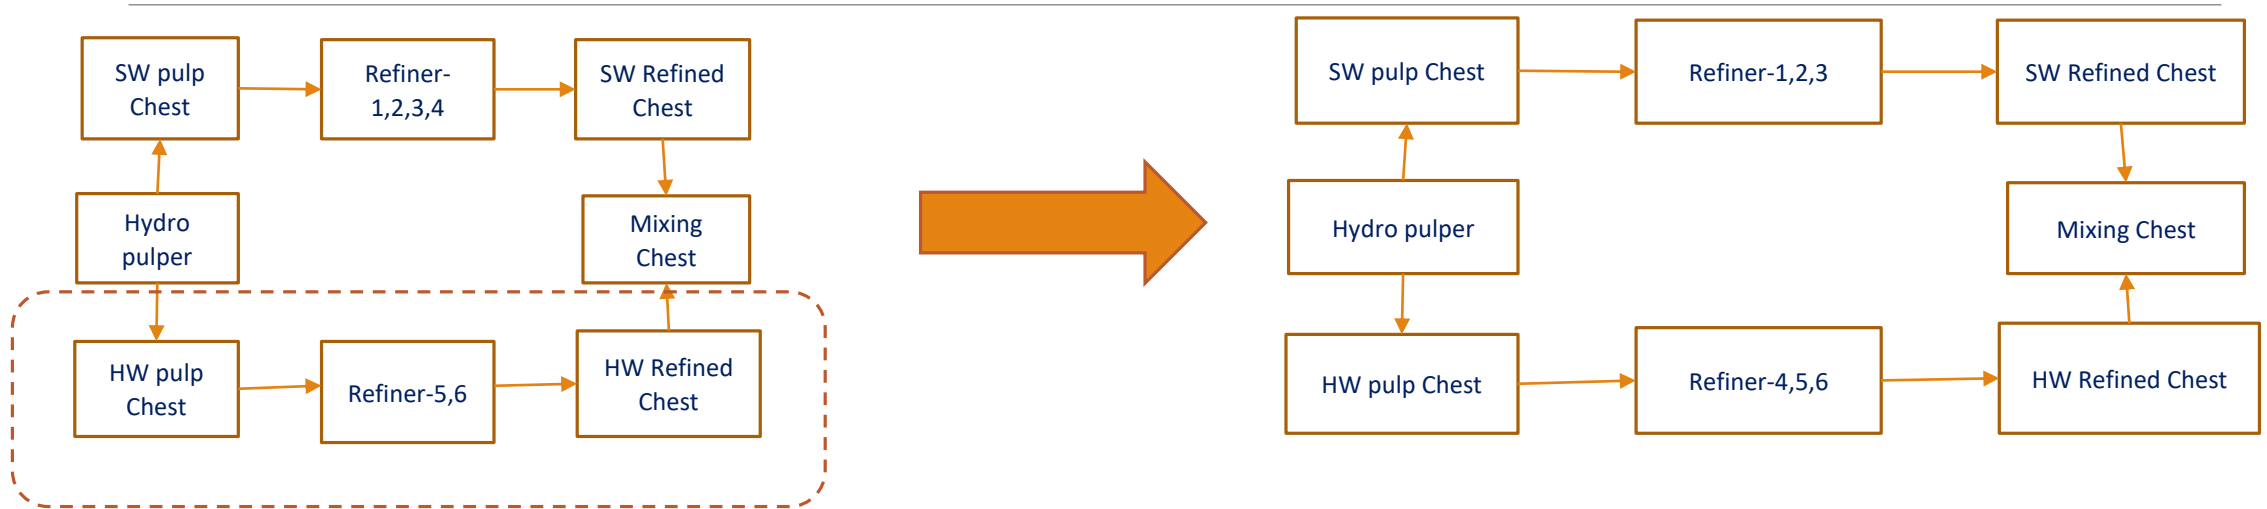 SW pulp
Chest
Refiner-
1,2,3,4
SW Refined
Chest
Hydro
pulper
Mixing
Chest
HW pulp
Chest
Refiner-5,6
HW Refined
Chest
SW pulp Chest
Refiner-1,2,3
SW Refined Chest
Hydro pulper
Mixing Chest
HW pulp Chest
Refiner-4,5,6
HW Refined Chest